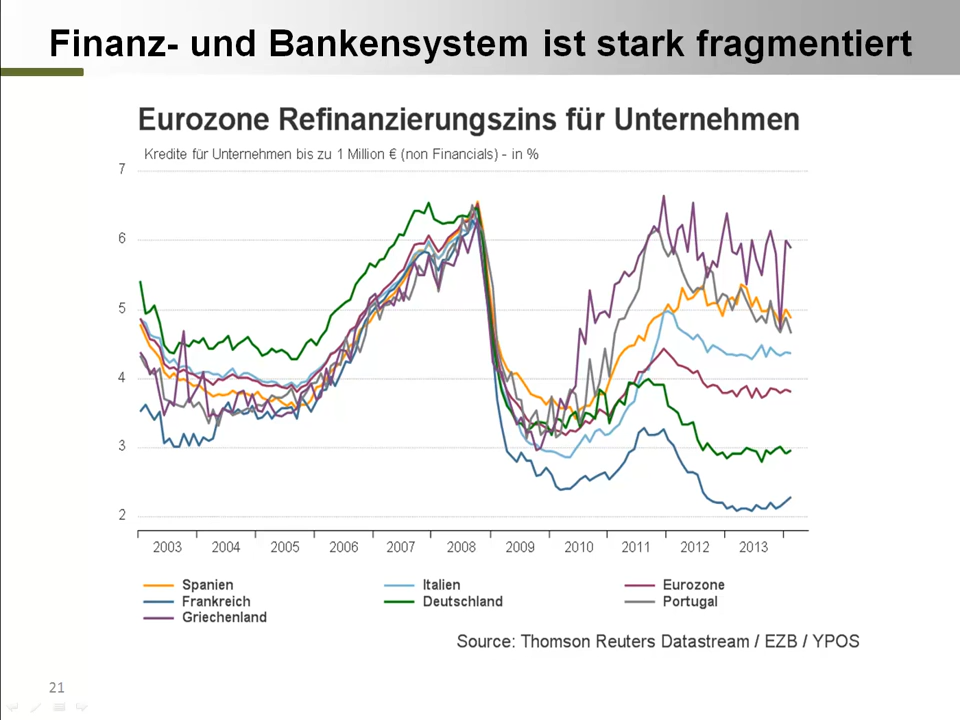 Finanz- und Bankensystem ist stark fragmentiert
Eurozone Refinanzierungszins für Unternehmen
Kredite für Unternehmen bis zu 1 Million € (non Financials) - in %
7
6
5
4
3
2
2003 2004 2005 2006 2007 2008 2009 2010 2011 2012 2013
Spanien Italien Eurozone
Frankreich Deutschland Portugal
Griechenland
Source: Thomson Reuters Datastream / EZB / YPOS
21